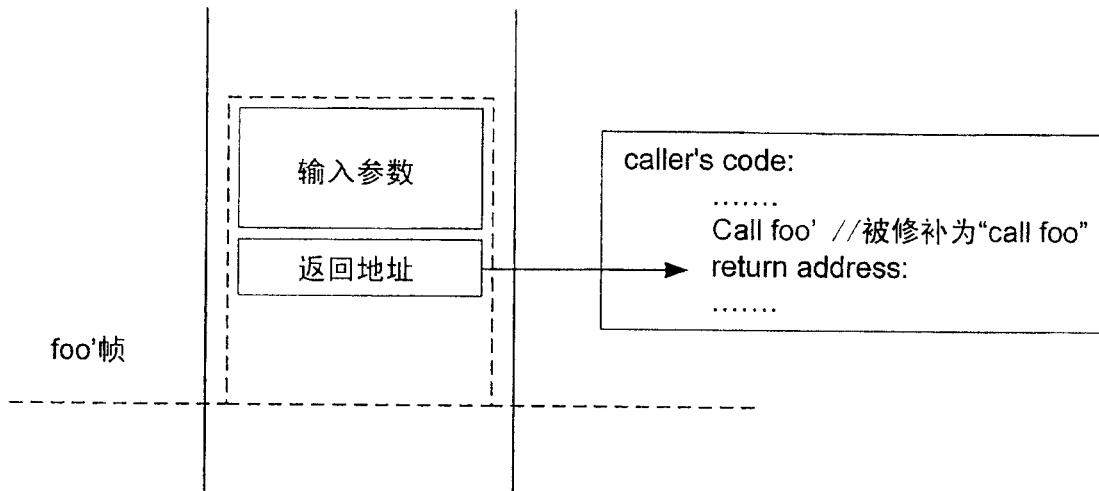 输入参数
返回地址
foo’帧
caller's code:
.......
Call foo’ //被修补为“call foo”
return address:
.......